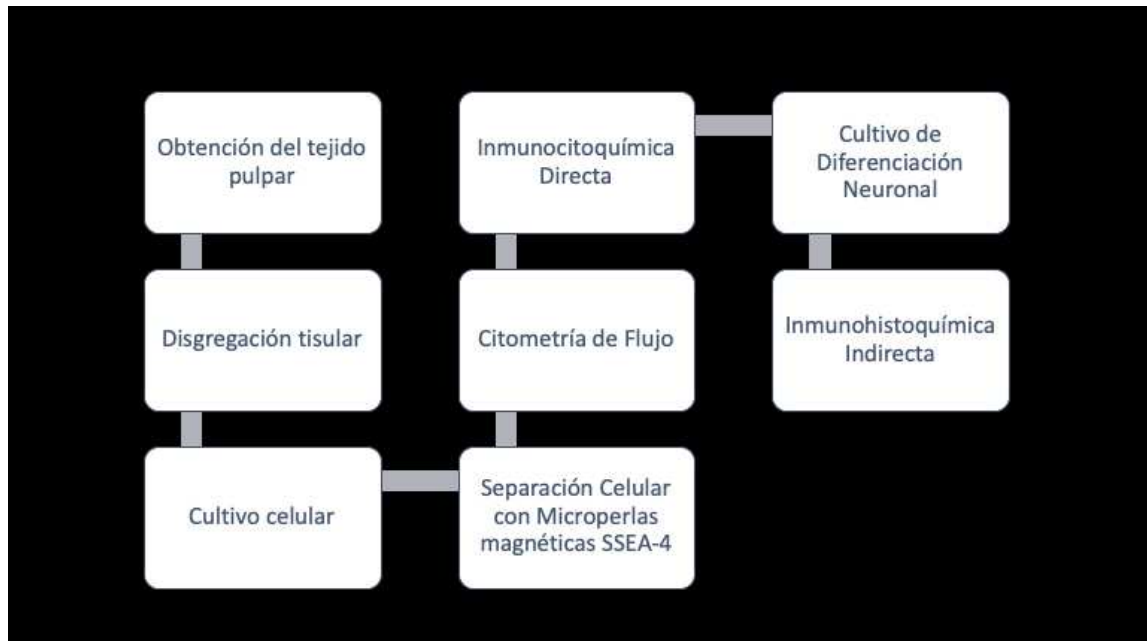 Obtención del tejido
pulpar
Disgregación tisular
Cultivo celular
Separación Celular
con Microperlas
magnéticas SSEA-4
Citometría de Flujo
Inmunocitoquímica
Directa
Cultivo de
Diferenciación
Neuronal
Inmunohistoquímica
Indirecta